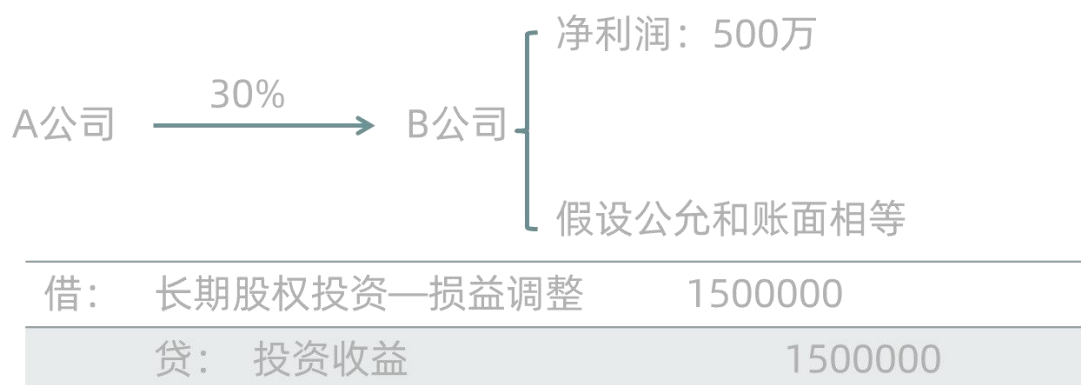 净利润：500万
30%
A公司
B公司
假设公允和账面相等
借： 长期股权投资—损益调整 1500000
贷： 投资收益 1500000